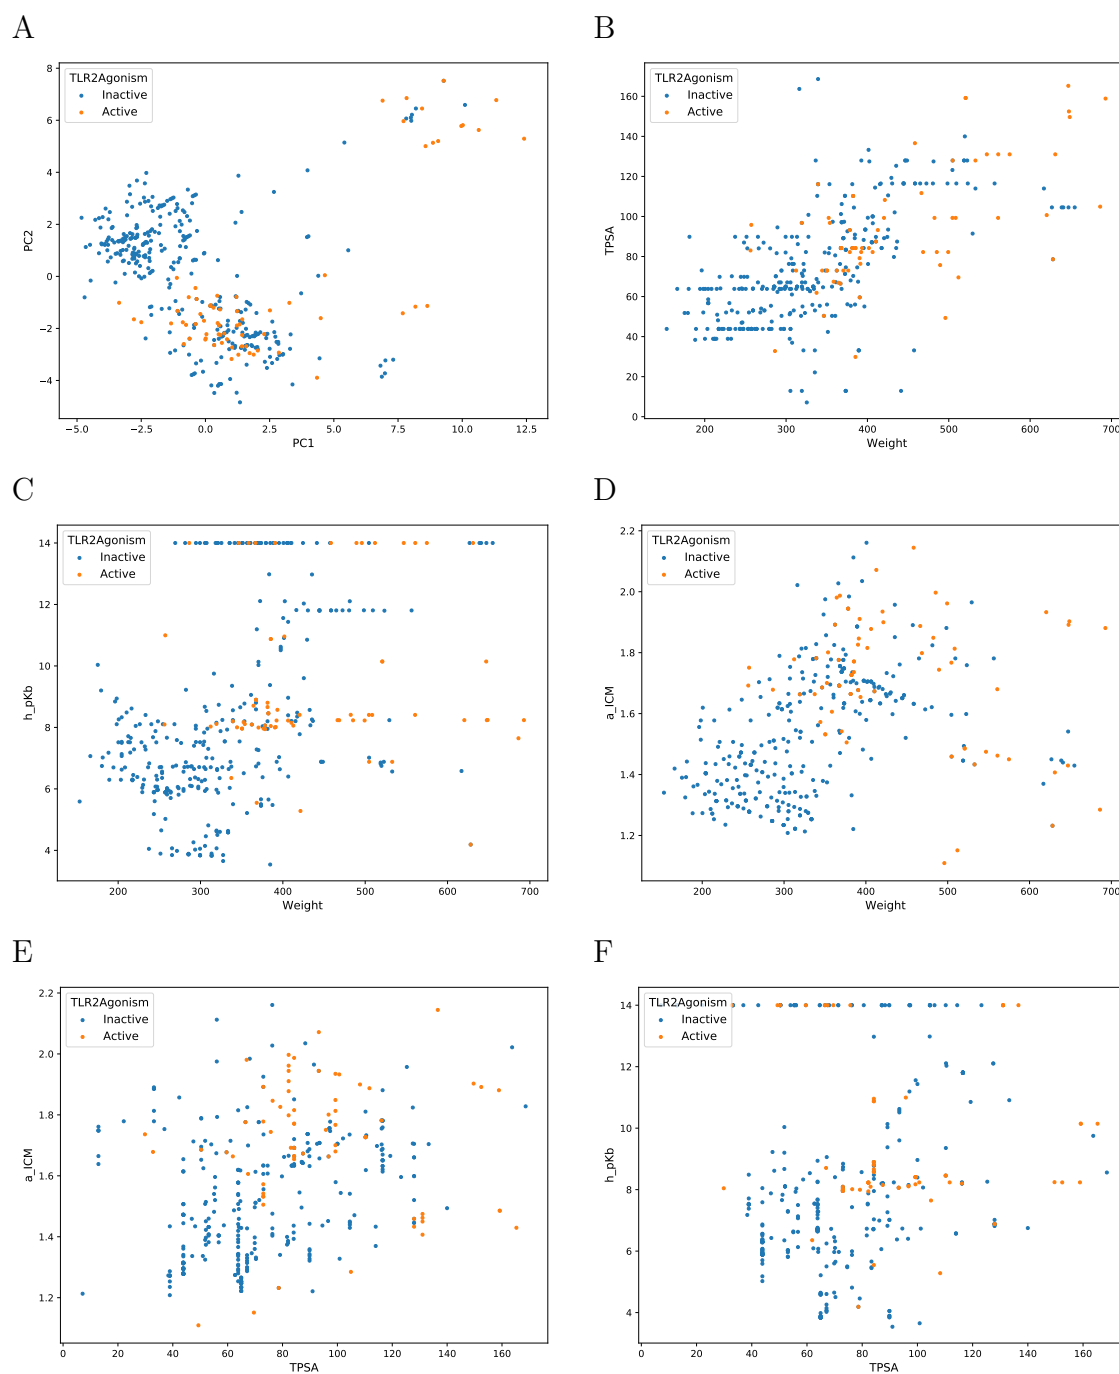 A
TLR2Agonism
Inactive
Active
8
6
4
2
0
−2
−4
PC2
−5.0 −2.5 0.0 2.5 5.0 7.5 10.0 12.5
PC1
B
TLR2Agonism
Inactive
Active
160
140
120
100
80
60
40
20
0
TPSA
200 300 400 500 600 700
Weight
C
TLR2Agonism
Inactive
Active
14
12
10
8
6
4
h_pKb
200 300 400 500 600 700
Weight
D
TLR2Agonism
Inactive
Active
2.2
2.0
1.8
1.6
1.4
1.2
a_ICM
200 300 400 500 600 700
Weight
E
TLR2Agonism
Inactive
Active
2.2
2.0
1.8
1.6
1.4
1.2
a_ICM
0 20 40 60 80 100 120 140 160
TPSA
F
TLR2Agonism
Inactive
Active
14
12
10
8
6
4
h_pKb
0 20 40 60 80 100 120 140 160
TPSA